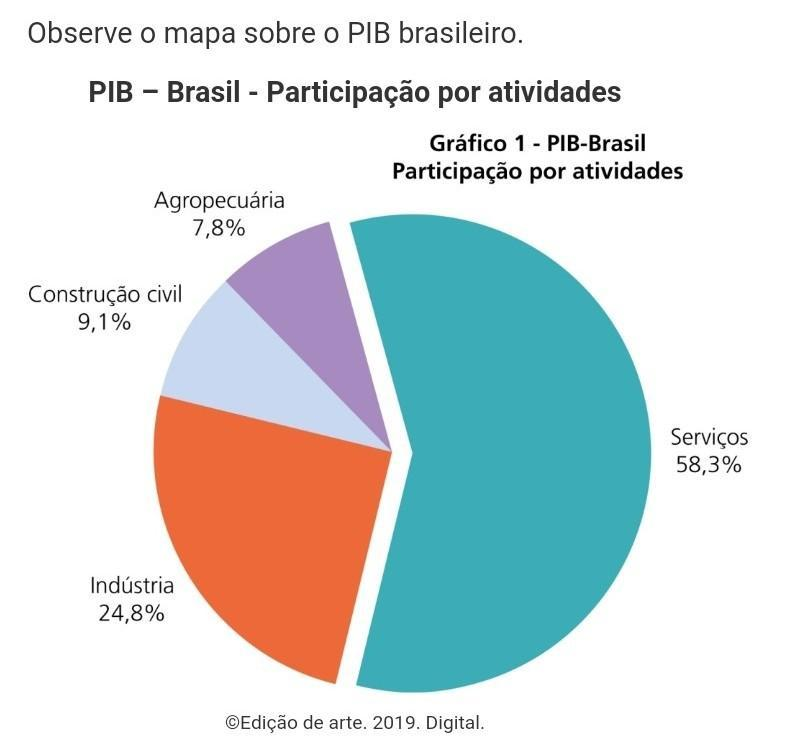 Observe o mapa sobre o PIB brasileiro.
PIB – Brasil - Participação por atividades
Gráfico 1 - PIB-Brasil
Participação por atividades
Agropecuária
7,8%
Construção civil
9,1%
Serviços
58,3%
Indústria
24,8%
©Edição de arte. 2019. Digital.